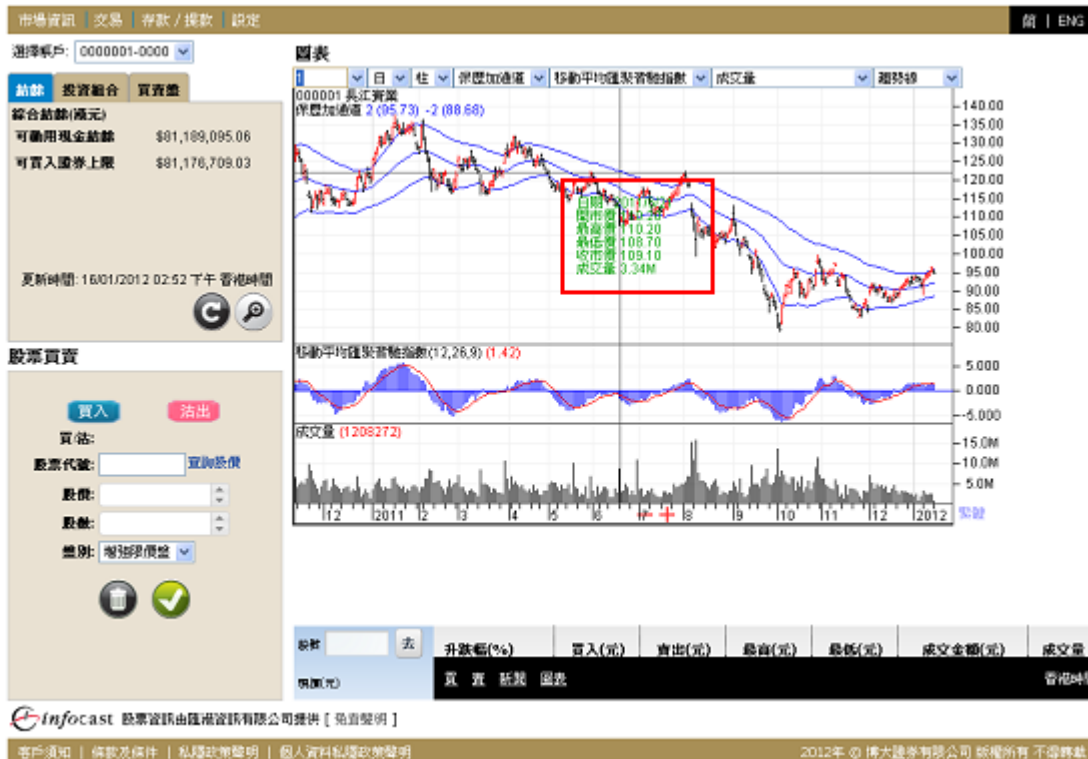 市場資訊 | 交易 | 存款 / 提款 | 設定
簡 | ENG
選擇帳戶: 0000001-0000
結餘 投資組合 買賣盤
綜合結餘(港元)
可動用現金結餘 $81,189,095.06
可買入證券上限 $81,176,709.03
更新時間: 16/01/2012 02:52 下午 香港時間
股票買賣
買入 沽出
買/沽:
股票代號: 查詢股價
股價:
股數:
盤別: 增強限價盤
圖表
1 日 柱 保歷加通道 移動平均匯聚背馳指數 成交量 趨勢線
000001 長江實業
保歷加通道 2 (95.73) -2 (88.68)
140.00
135.00
130.00
125.00
120.00
115.00
110.00
105.00
100.00
95.00
90.00
85.00
80.00
日期
開市價
最高價 110.20
最低價 108.70
收市價 109.10
成交量 3.34M
移動平均匯聚背馳指數(12,26,9) (1.42)
5.000
0.000
-5.000
成交量 (1208272)
15.0M
10.0M
5.0M
12 2011 2 3 4 5 6 7 8 9 10 11 12 2012
股數 去 升跌幅(%) 買入(元) 賣出(元) 最高(元) 最低(元) 成交金額(元) 成交量
現價(元) 買 賣 新聞 圖表 香港時間
infocast 股票資訊由匯港資訊有限公司提供 [ 免責聲明 ]
客戶須知 | 條款及條件 | 私隱政策聲明 | 個人資料私隱政策聲明
2012年 © 博大證券有限公司 版權所有 不得轉載